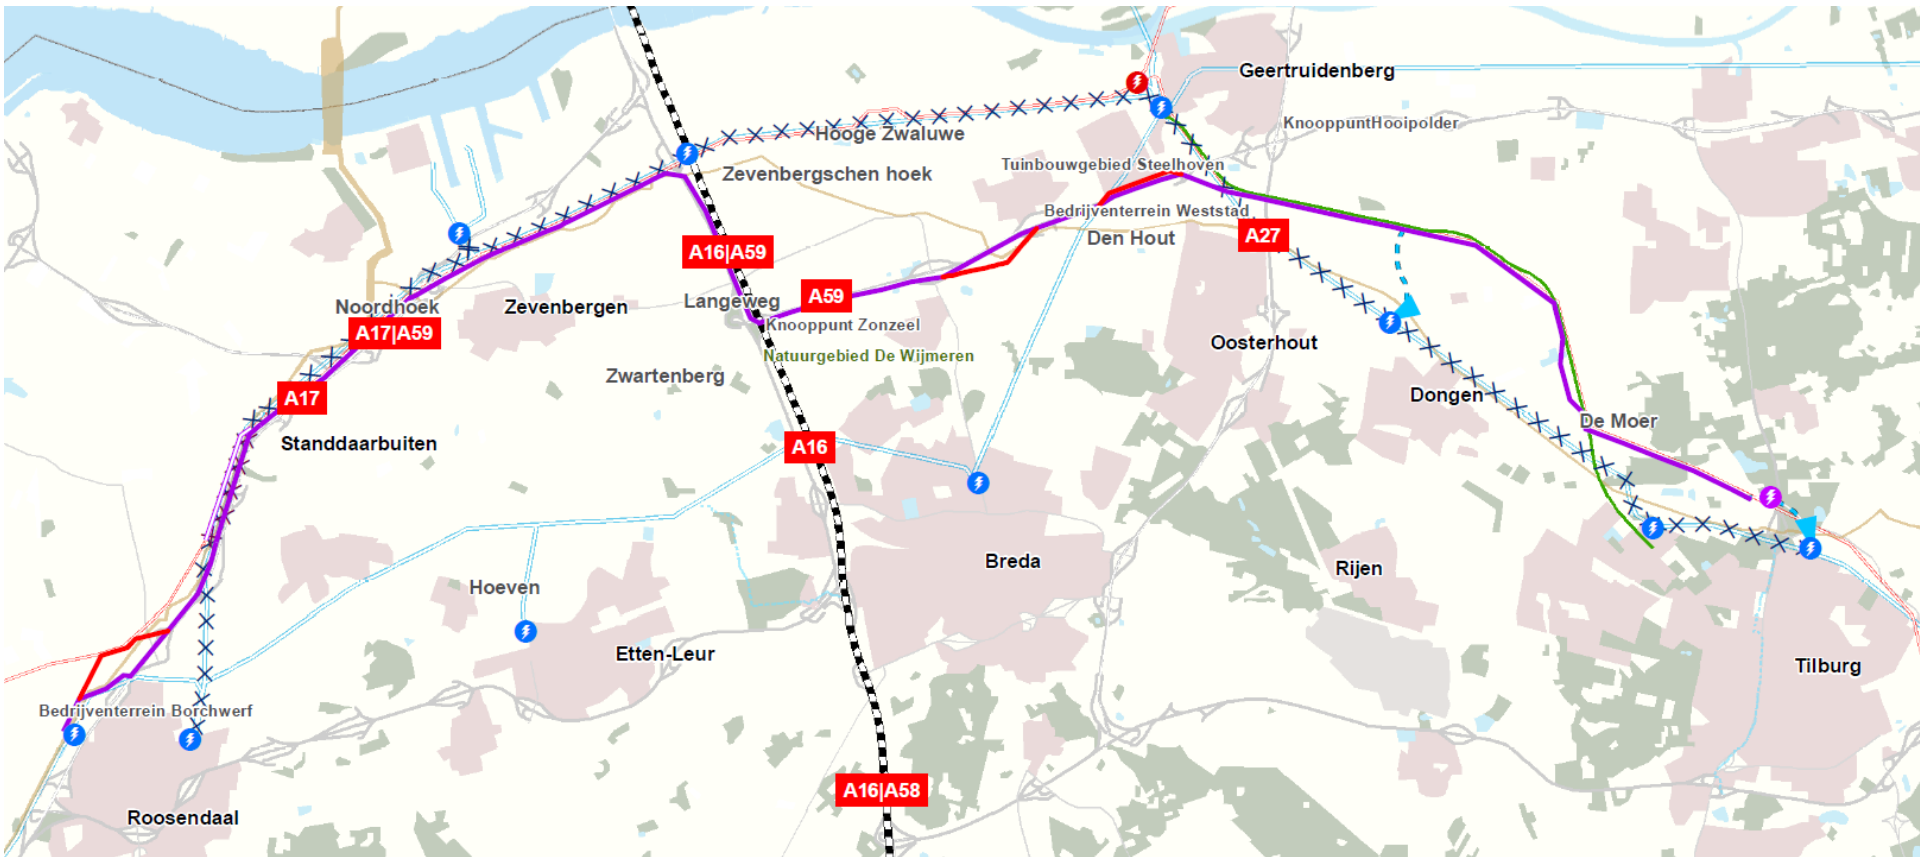 Geertruidenberg
KnooppuntHooipolder
Hooge Zwaluwe
Tuinbouwgebied Steelhoven
Zevenbergschen hoek
Bedrijventerrein Weststad
Den Hout
A27
A16|A59
Langeweg
A59
Noordhoek
Zevenbergen
Knooppunt Zonzeel
A17|A59
Oosterhout
Natuurgebied De Wijmeren
Zwartenberg
A17
Dongen
De Moer
Standdaarbuiten
A16
Breda
Rijen
Hoeven
Etten-Leur
Tilburg
Bedrijventerrein Borchwerf
A16|A58
Roosendaal